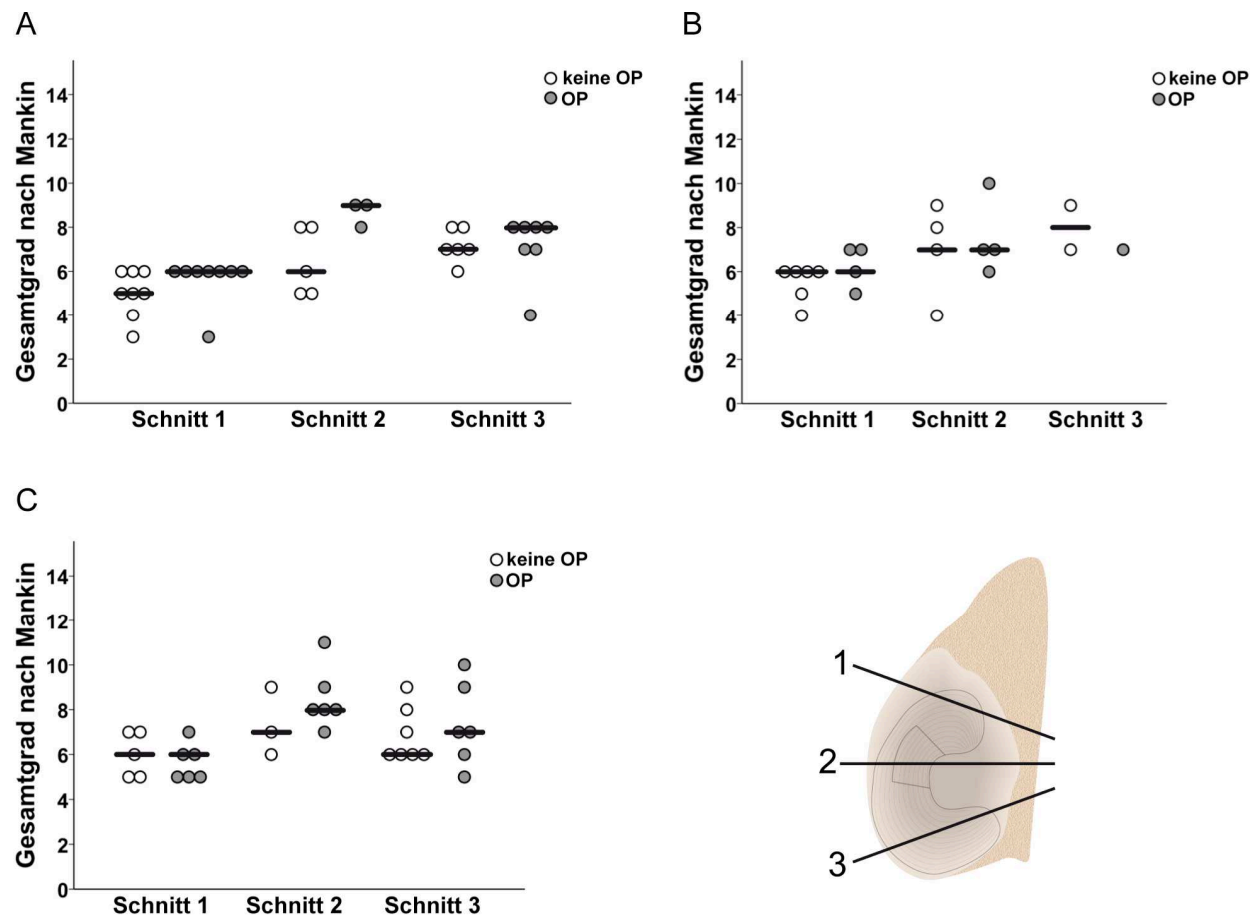 A
Gesamtgrad nach Mankin
14
12
10
8
6
4
2
0
keine OP
OP
Schnitt 1 Schnitt 2 Schnitt 3
B
Gesamtgrad nach Mankin
14
12
10
8
6
4
2
0
keine OP
OP
Schnitt 1 Schnitt 2 Schnitt 3
C
Gesamtgrad nach Mankin
14
12
10
8
6
4
2
0
keine OP
OP
Schnitt 1 Schnitt 2 Schnitt 3
1
2
3